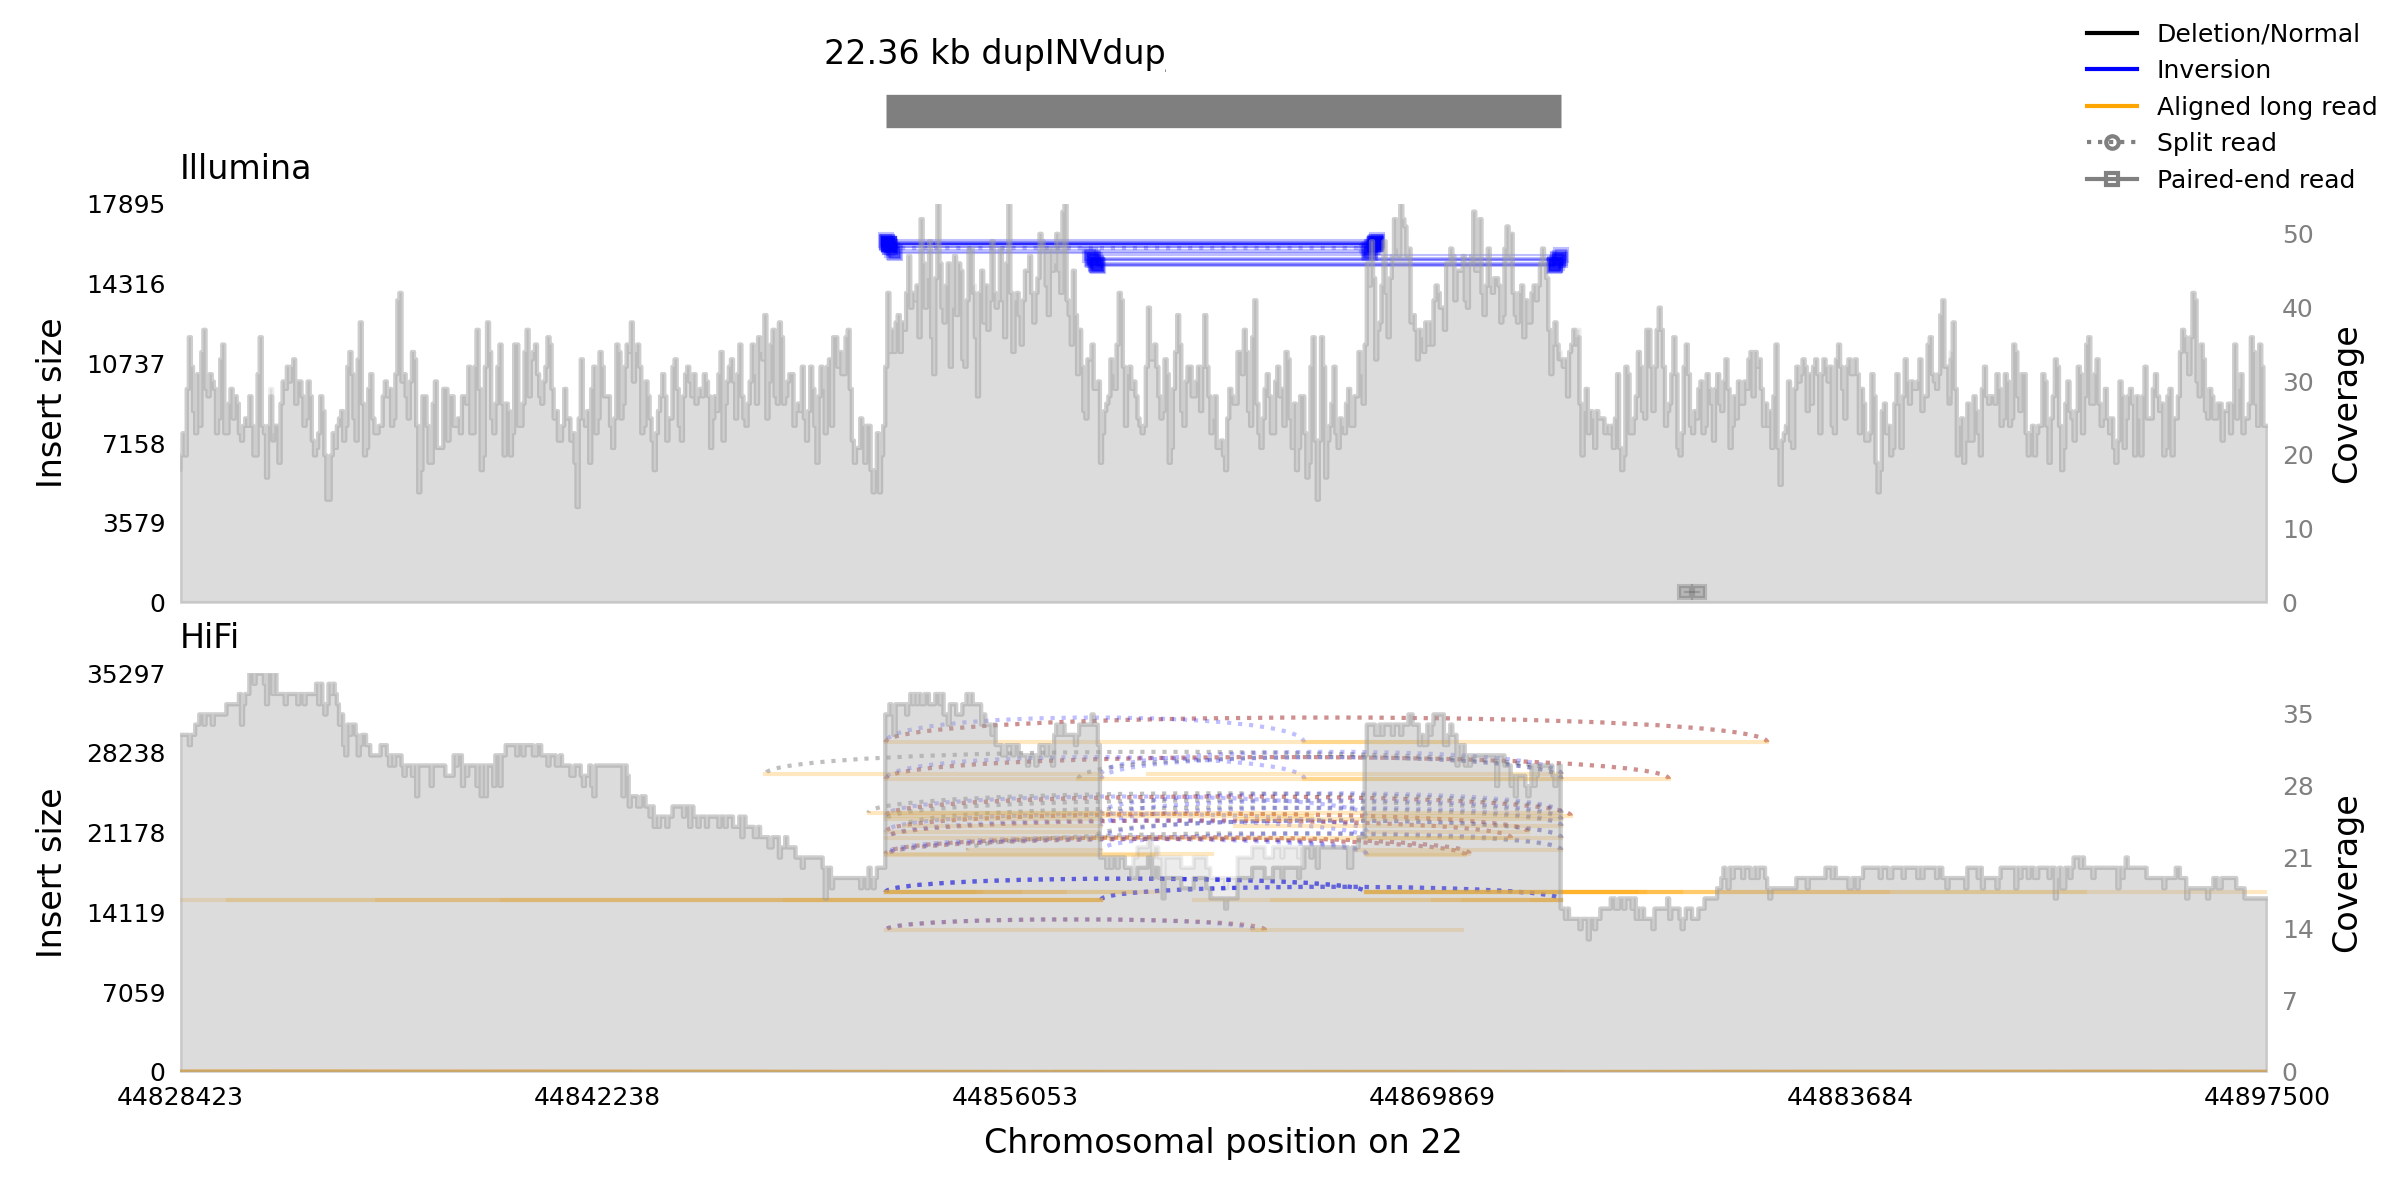 22.36 kb dupINVdup
Deletion/Normal
Inversion
Aligned long read
Split read
Paired-end read
Illumina
17895
14316
10737
7158
3579
0
Insert size
50
40
30
20
10
0
Coverage
HiFi
35297
28238
21178
14119
7059
0
Insert size
35
28
21
14
7
0
Coverage
44828423 44842238 44856053 44869869 44883684 44897500
Chromosomal position on 22